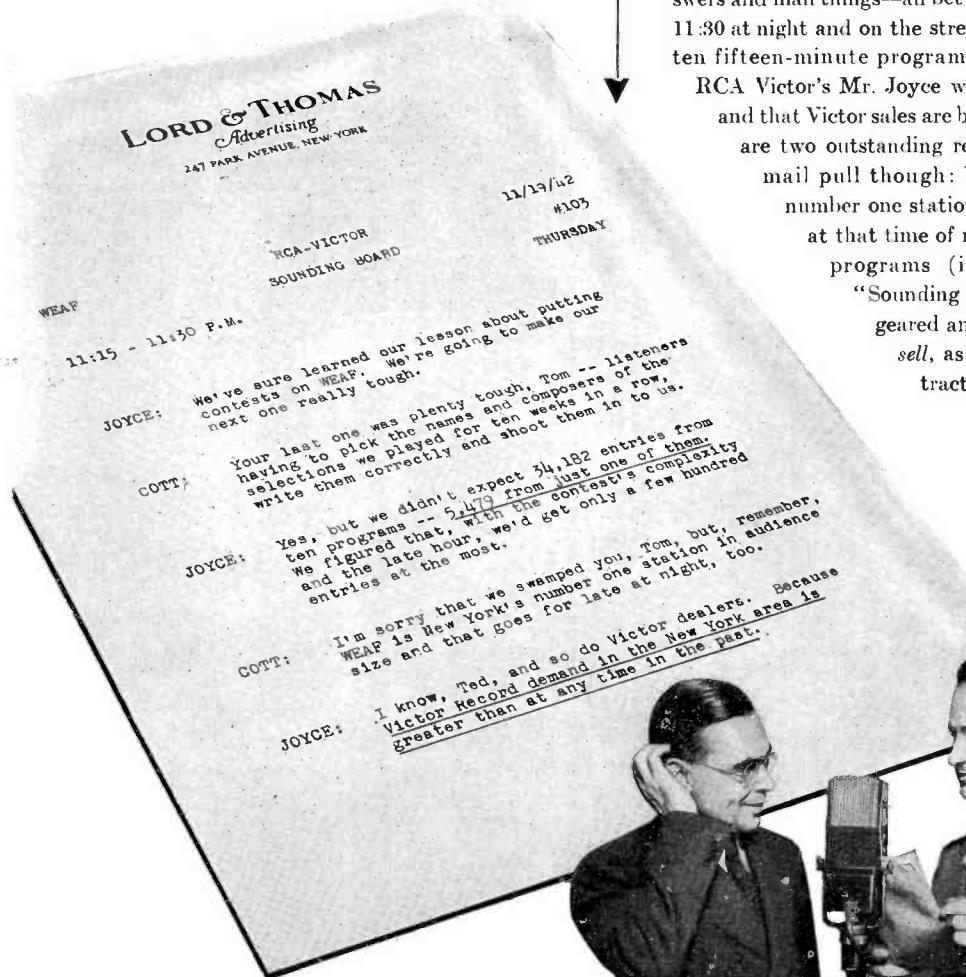 swers and mail things—all bet
11:30 at night and on the stre
ten fifteen-minute program
RCA Victor's Mr. Joyce w
and that Victor sales are b
are two outstanding re
mail pull though:
number one station
at that time of
programs (i
"Sounding
geared an
sell, as
tract
LORD & THOMAS
Advertising
247 PARK AVENUE, NEW YORK
11/19/42
#103
THURSDAY
RCA-VICTOR
SOUNDING BOARD
WEAF
11:15 - 11:30 P.M.
JOYCE: We've sure learned our lesson about putting
contests on WEAF. We're going to make our
next one really tough.
COTT: Your last one was plenty tough, Tom -- listeners
having to pick the names and composers of the
selections we played for ten weeks in a row,
write them correctly and shoot them in to us.
JOYCE: Yes, but we didn't expect 34,182 entries from
ten programs -- 5,479 from just one of them.
We figured that, with the contest's complexity
and the late hour, we'd get only a few hundred
entries at the most.
COTT: I'm sorry that we swamped you, Tom, but, remember,
WEAF is New York's number one station in audience
size and that goes for late at night, too.
JOYCE: I know, Ted, and so do Victor dealers. Because
Victor Record demand in the New York area is
greater than at any time in the past.